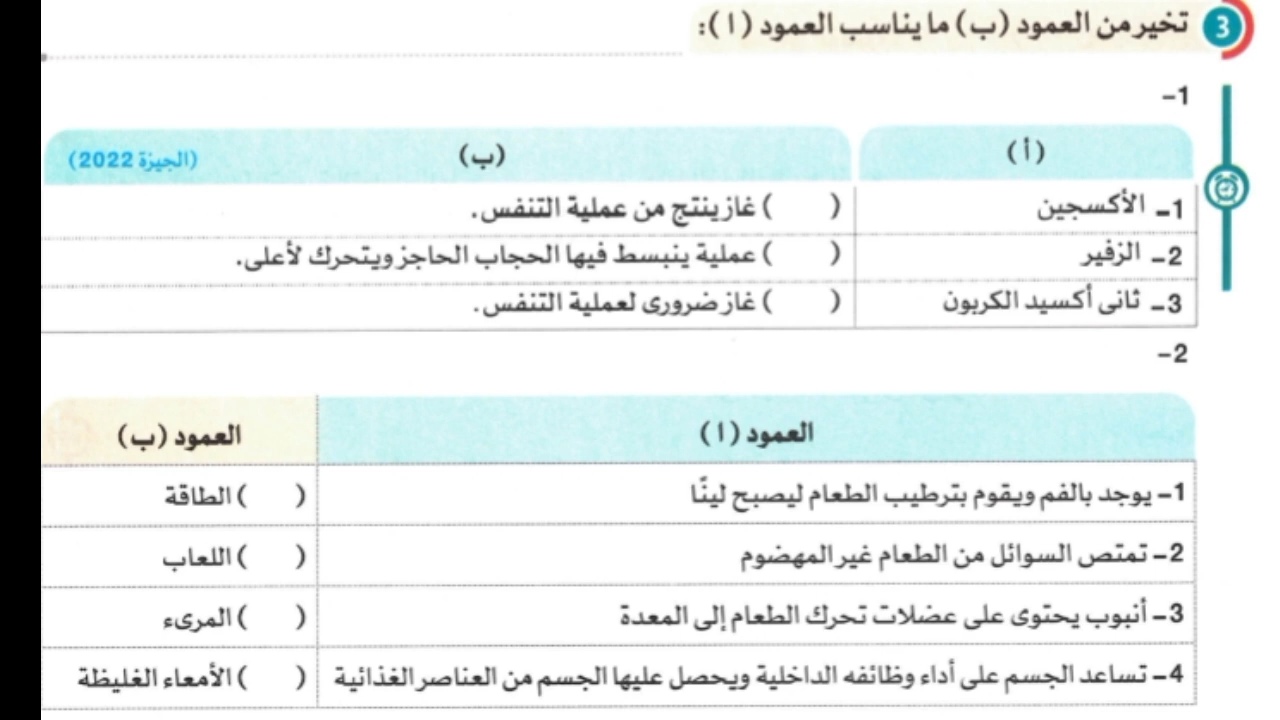 3 تخير من العمود (ب) ما يناسب العمود (ا):
1-
(أ) (ب) (الجيزة 2022)
1- الأكسجين ( ) غاز ينتج من عملية التنفس.
2- الزفير ( ) عملية ينبسط فيها الحجاب الحاجز ويتحرك لأعلى.
3- ثانى أكسيد الكربون ( ) غاز ضرورى لعملية التنفس.
2-
العمود (ا) العمود (ب)
1- يوجد بالفم ويقوم بترطيب الطعام ليصبح لينًا ( ) الطاقة
2- تمتص السوائل من الطعام غير المهضوم ( ) اللعاب
3- أنبوب يحتوى على عضلات تحرك الطعام إلى المعدة ( ) المرىء
4- تساعد الجسم على أداء وظائفه الداخلية ويحصل عليها الجسم من العناصر الغذائية ( ) الأمعاء الغليظة